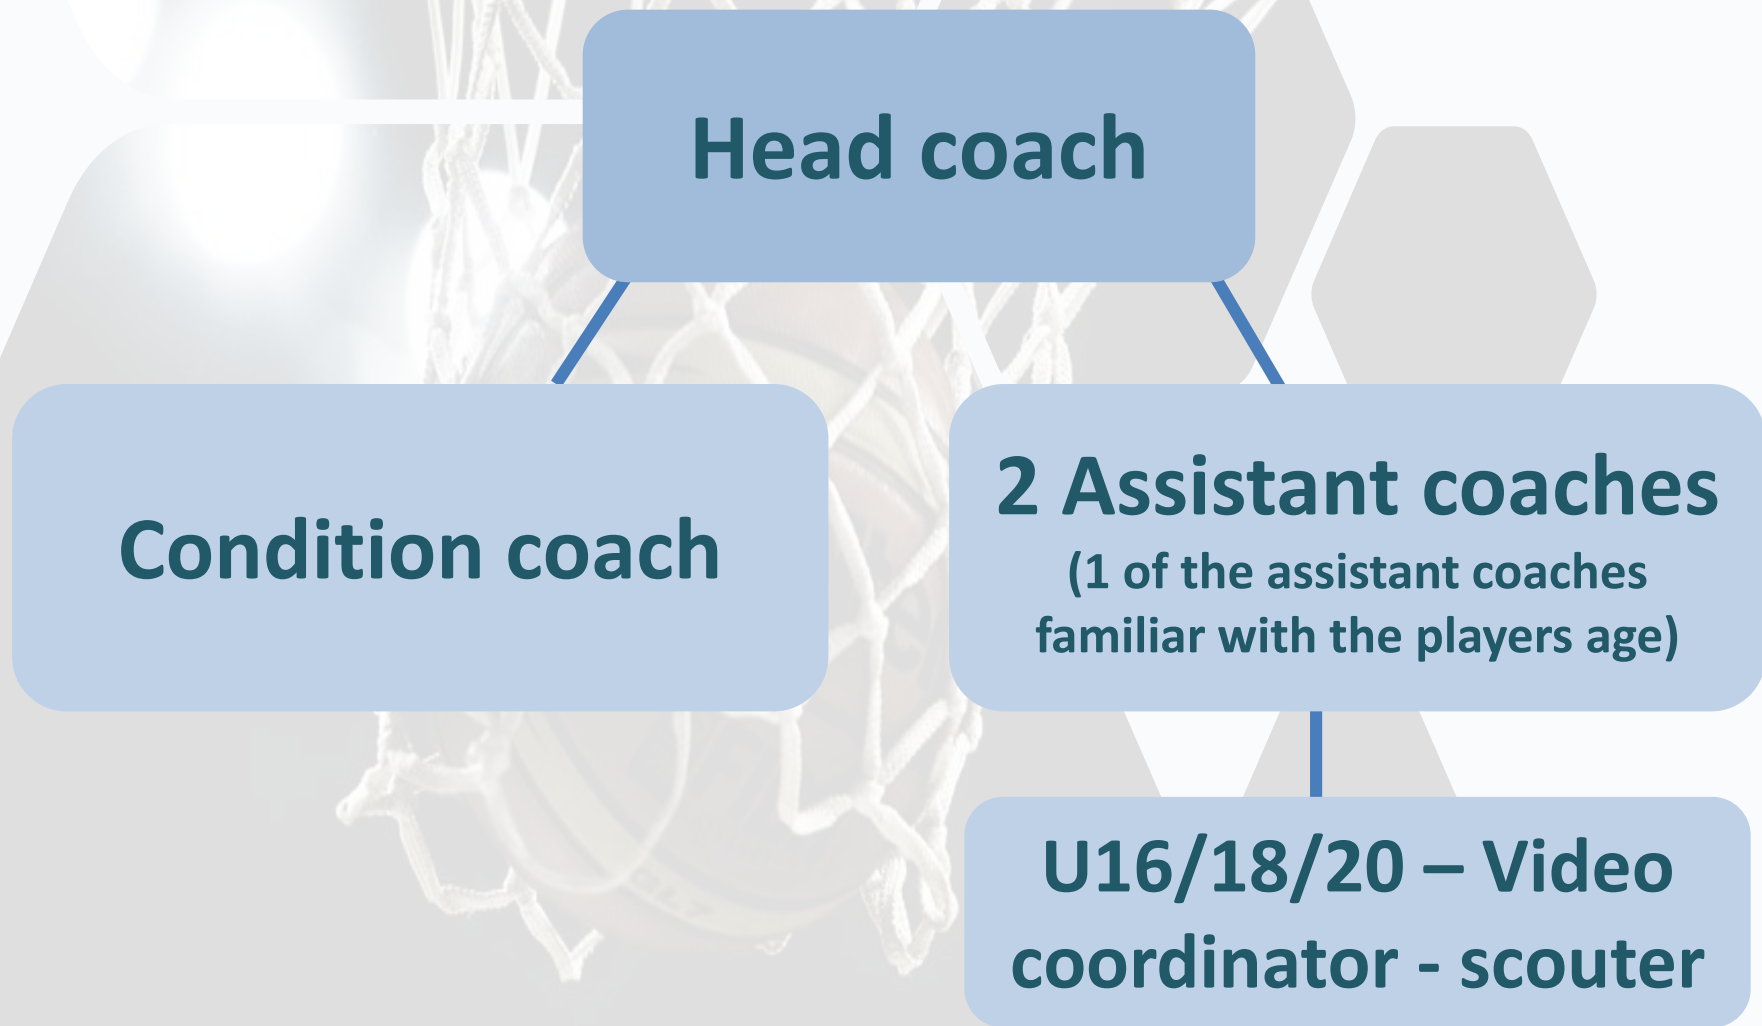 Head coach
Condition coach
2 Assistant coaches
(1 of the assistant coaches
familiar with the players age)
U16/18/20 – Video
coordinator - scouter